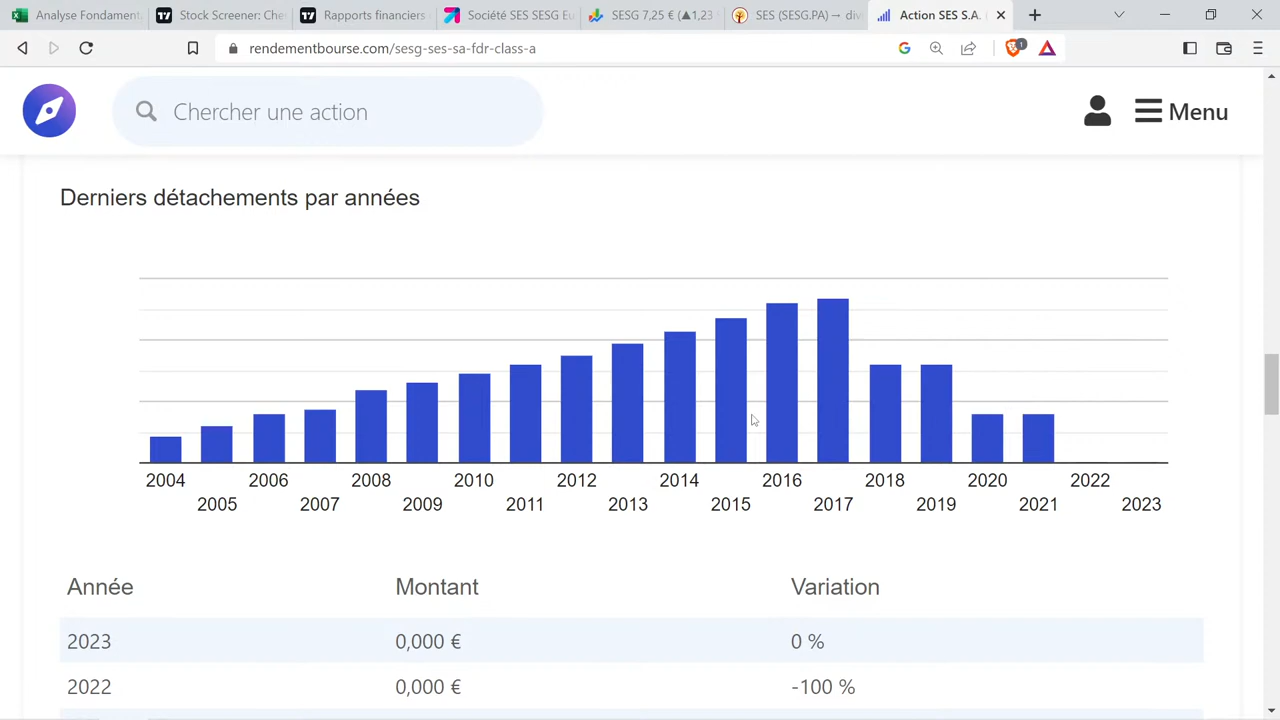 Analyse Fondament
Stock Screener: Che
Rapports financiers
Société SES SESG Eu
SESG 7,25 € (▲1,23
SES (SESG.PA) → div
Action SES S.A. (
rendementbourse.com/sesg-ses-sa-fdr-class-a
1
Chercher une action
Menu
Derniers détachements par années
2004 2006 2008 2010 2012 2014 2016 2018 2020 2022
2005 2007 2009 2011 2013 2015 2017 2019 2021 2023
Année Montant Variation
2023 0,000 € 0 %
2022 0,000 € -100 %